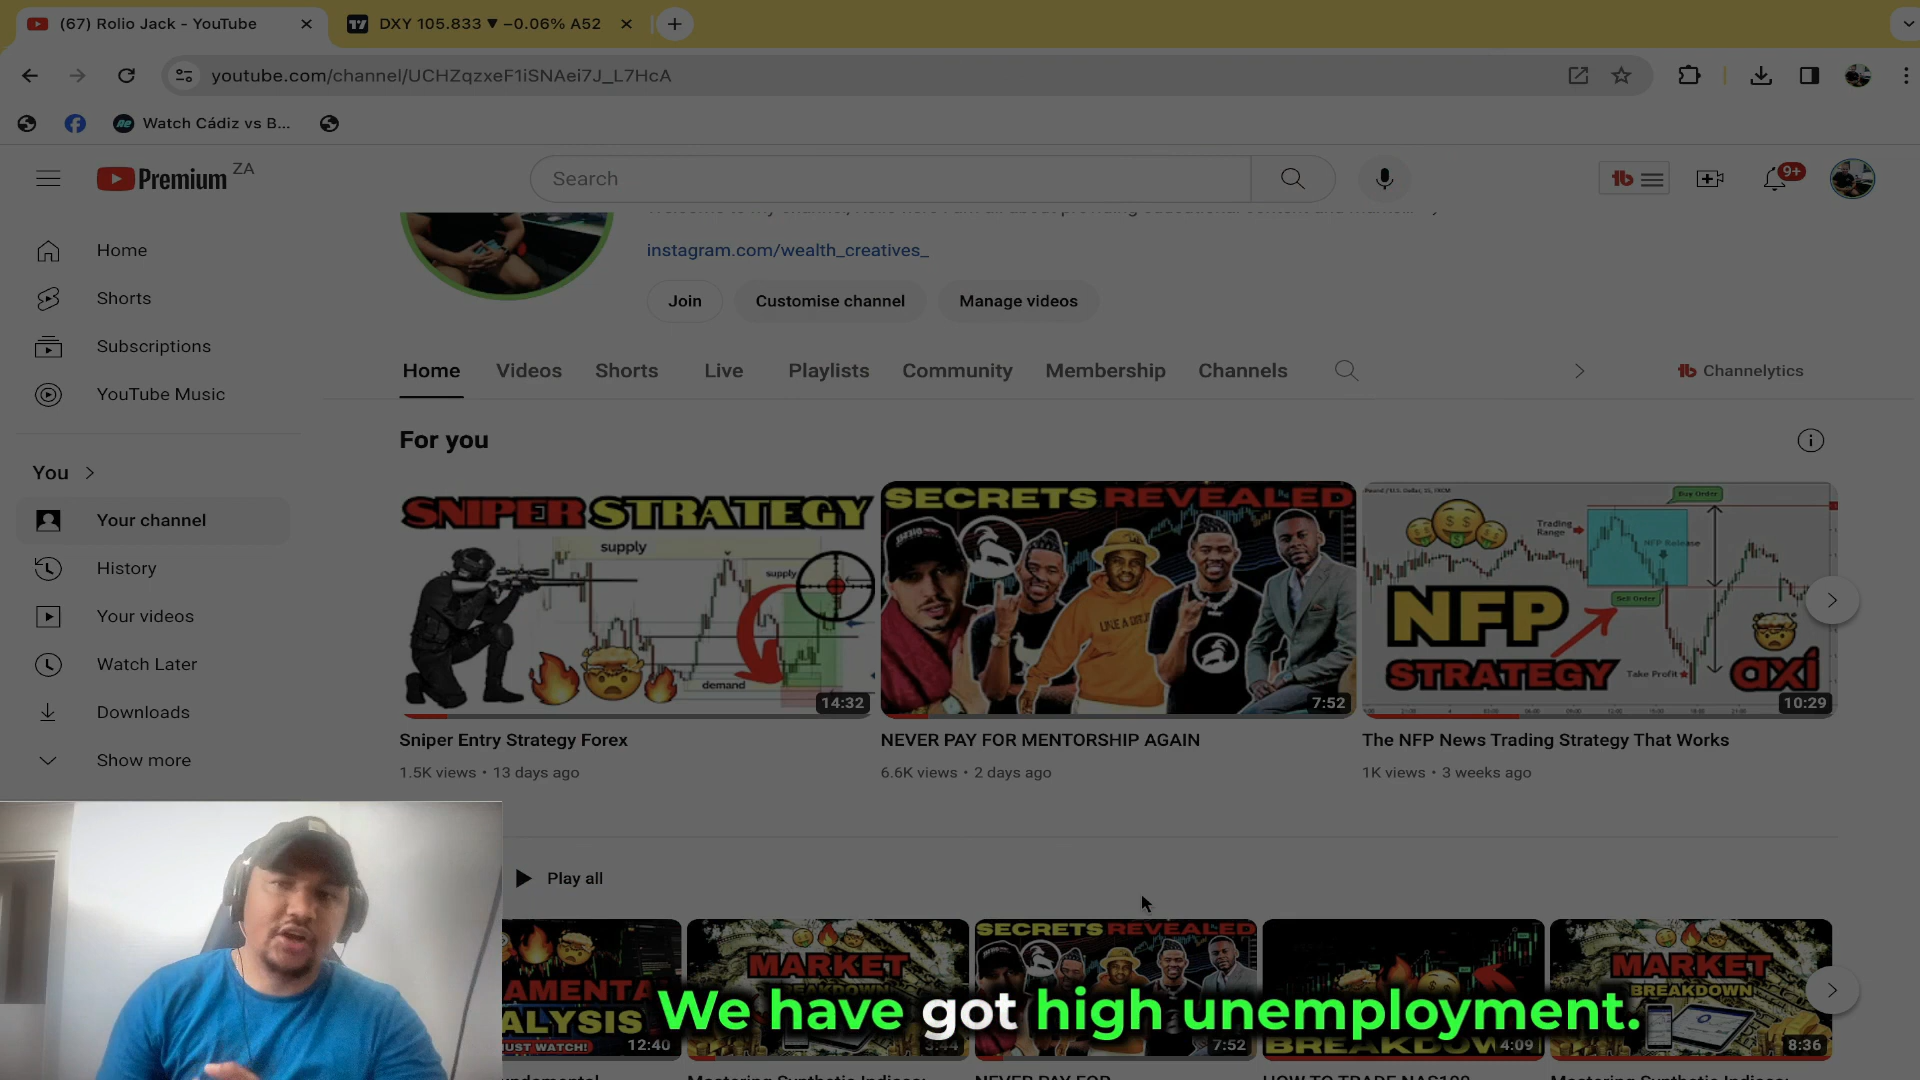 (67) Rolio Jack - YouTube
DXY 105.833 ▼ −0.06% A52
youtube.com/channel/UCHZqzxeF1iSNAei7J_L7HcA
Watch Cádiz vs B...
Premium ZA
Search
9+
instagram.com/wealth_creatives_
Join
Customise channel
Manage videos
Home
Shorts
Subscriptions
YouTube Music
You
Your channel
History
Your videos
Watch Later
Downloads
Show more
Home
Videos
Shorts
Live
Playlists
Community
Membership
Channels
Channelytics
For you
SNIPER STRATEGY
supply
supply
demand
14:32
SECRETS REVEALED
7:52
Buy Order
Trading
Range
NFP Release
Sell Order
NFP
STRATEGY
Take Profit
axi
10:29
Sniper Entry Strategy Forex
1.5K views • 13 days ago
NEVER PAY FOR MENTORSHIP AGAIN
6.6K views • 2 days ago
The NFP News Trading Strategy That Works
1K views • 3 weeks ago
Play all
AMENTA
ALYSIS
MUST WATCH!
12:40
MARKET
3:44
SECRETS REVEALED
7:52
BREAKDOWN
4:09
MARKET
BREAKDOWN
8:36
We have got high unemployment.